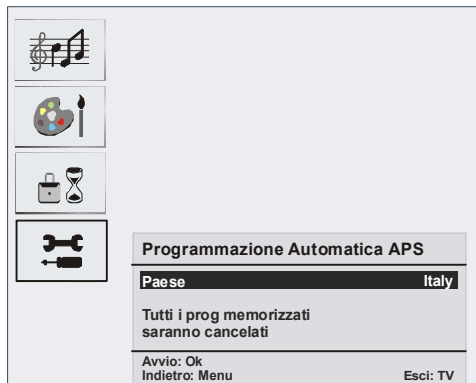 Programmazione Automatica APS
Paese Italy
Tutti i prog memorizzati
saranno cancelati
Avvio: Ok
Indietro: Menu Esci: TV